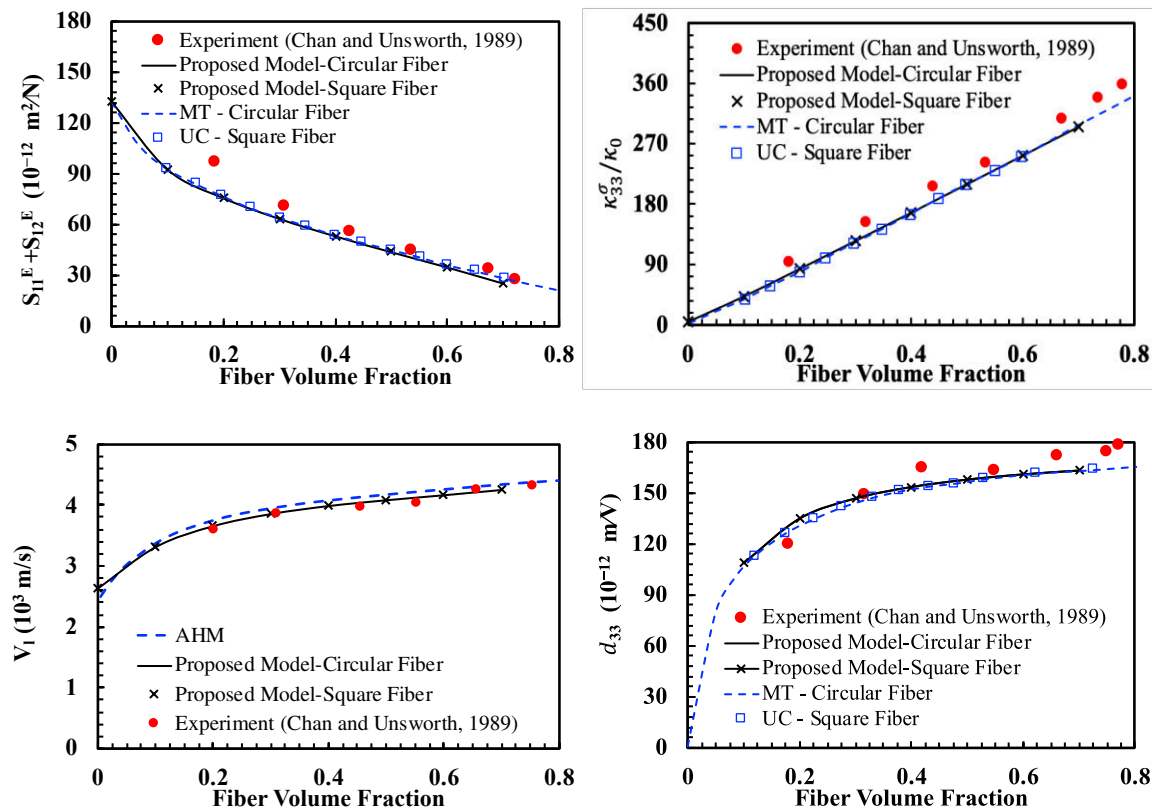 180
150
120
90
60
30
0
S₁₁ᴱ+S₁₂ᴱ (10⁻¹² m²/N)
Experiment (Chan and Unsworth, 1989)
Proposed Model-Circular Fiber
Proposed Model-Square Fiber
MT - Circular Fiber
UC - Square Fiber
0 0.2 0.4 0.6 0.8
Fiber Volume Fraction
450
360
270
180
90
0
κ₃₃^σ/κ₀
Experiment (Chan and Unsworth, 1989)
Proposed Model-Circular Fiber
Proposed Model-Square Fiber
MT - Circular Fiber
UC - Square Fiber
0 0.2 0.4 0.6 0.8
Fiber Volume Fraction
5
4
3
2
1
0
V₁ (10³ m/s)
AHM
Proposed Model-Circular Fiber
Proposed Model-Square Fiber
Experiment (Chan and Unsworth, 1989)
0 0.2 0.4 0.6 0.8
Fiber Volume Fraction
180
150
120
90
60
30
0
d₃₃ (10⁻¹² m/V)
Experiment (Chan and Unsworth, 1989)
Proposed Model-Circular Fiber
Proposed Model-Square Fiber
MT - Circular Fiber
UC - Square Fiber
0 0.2 0.4 0.6 0.8
Fiber Volume Fraction